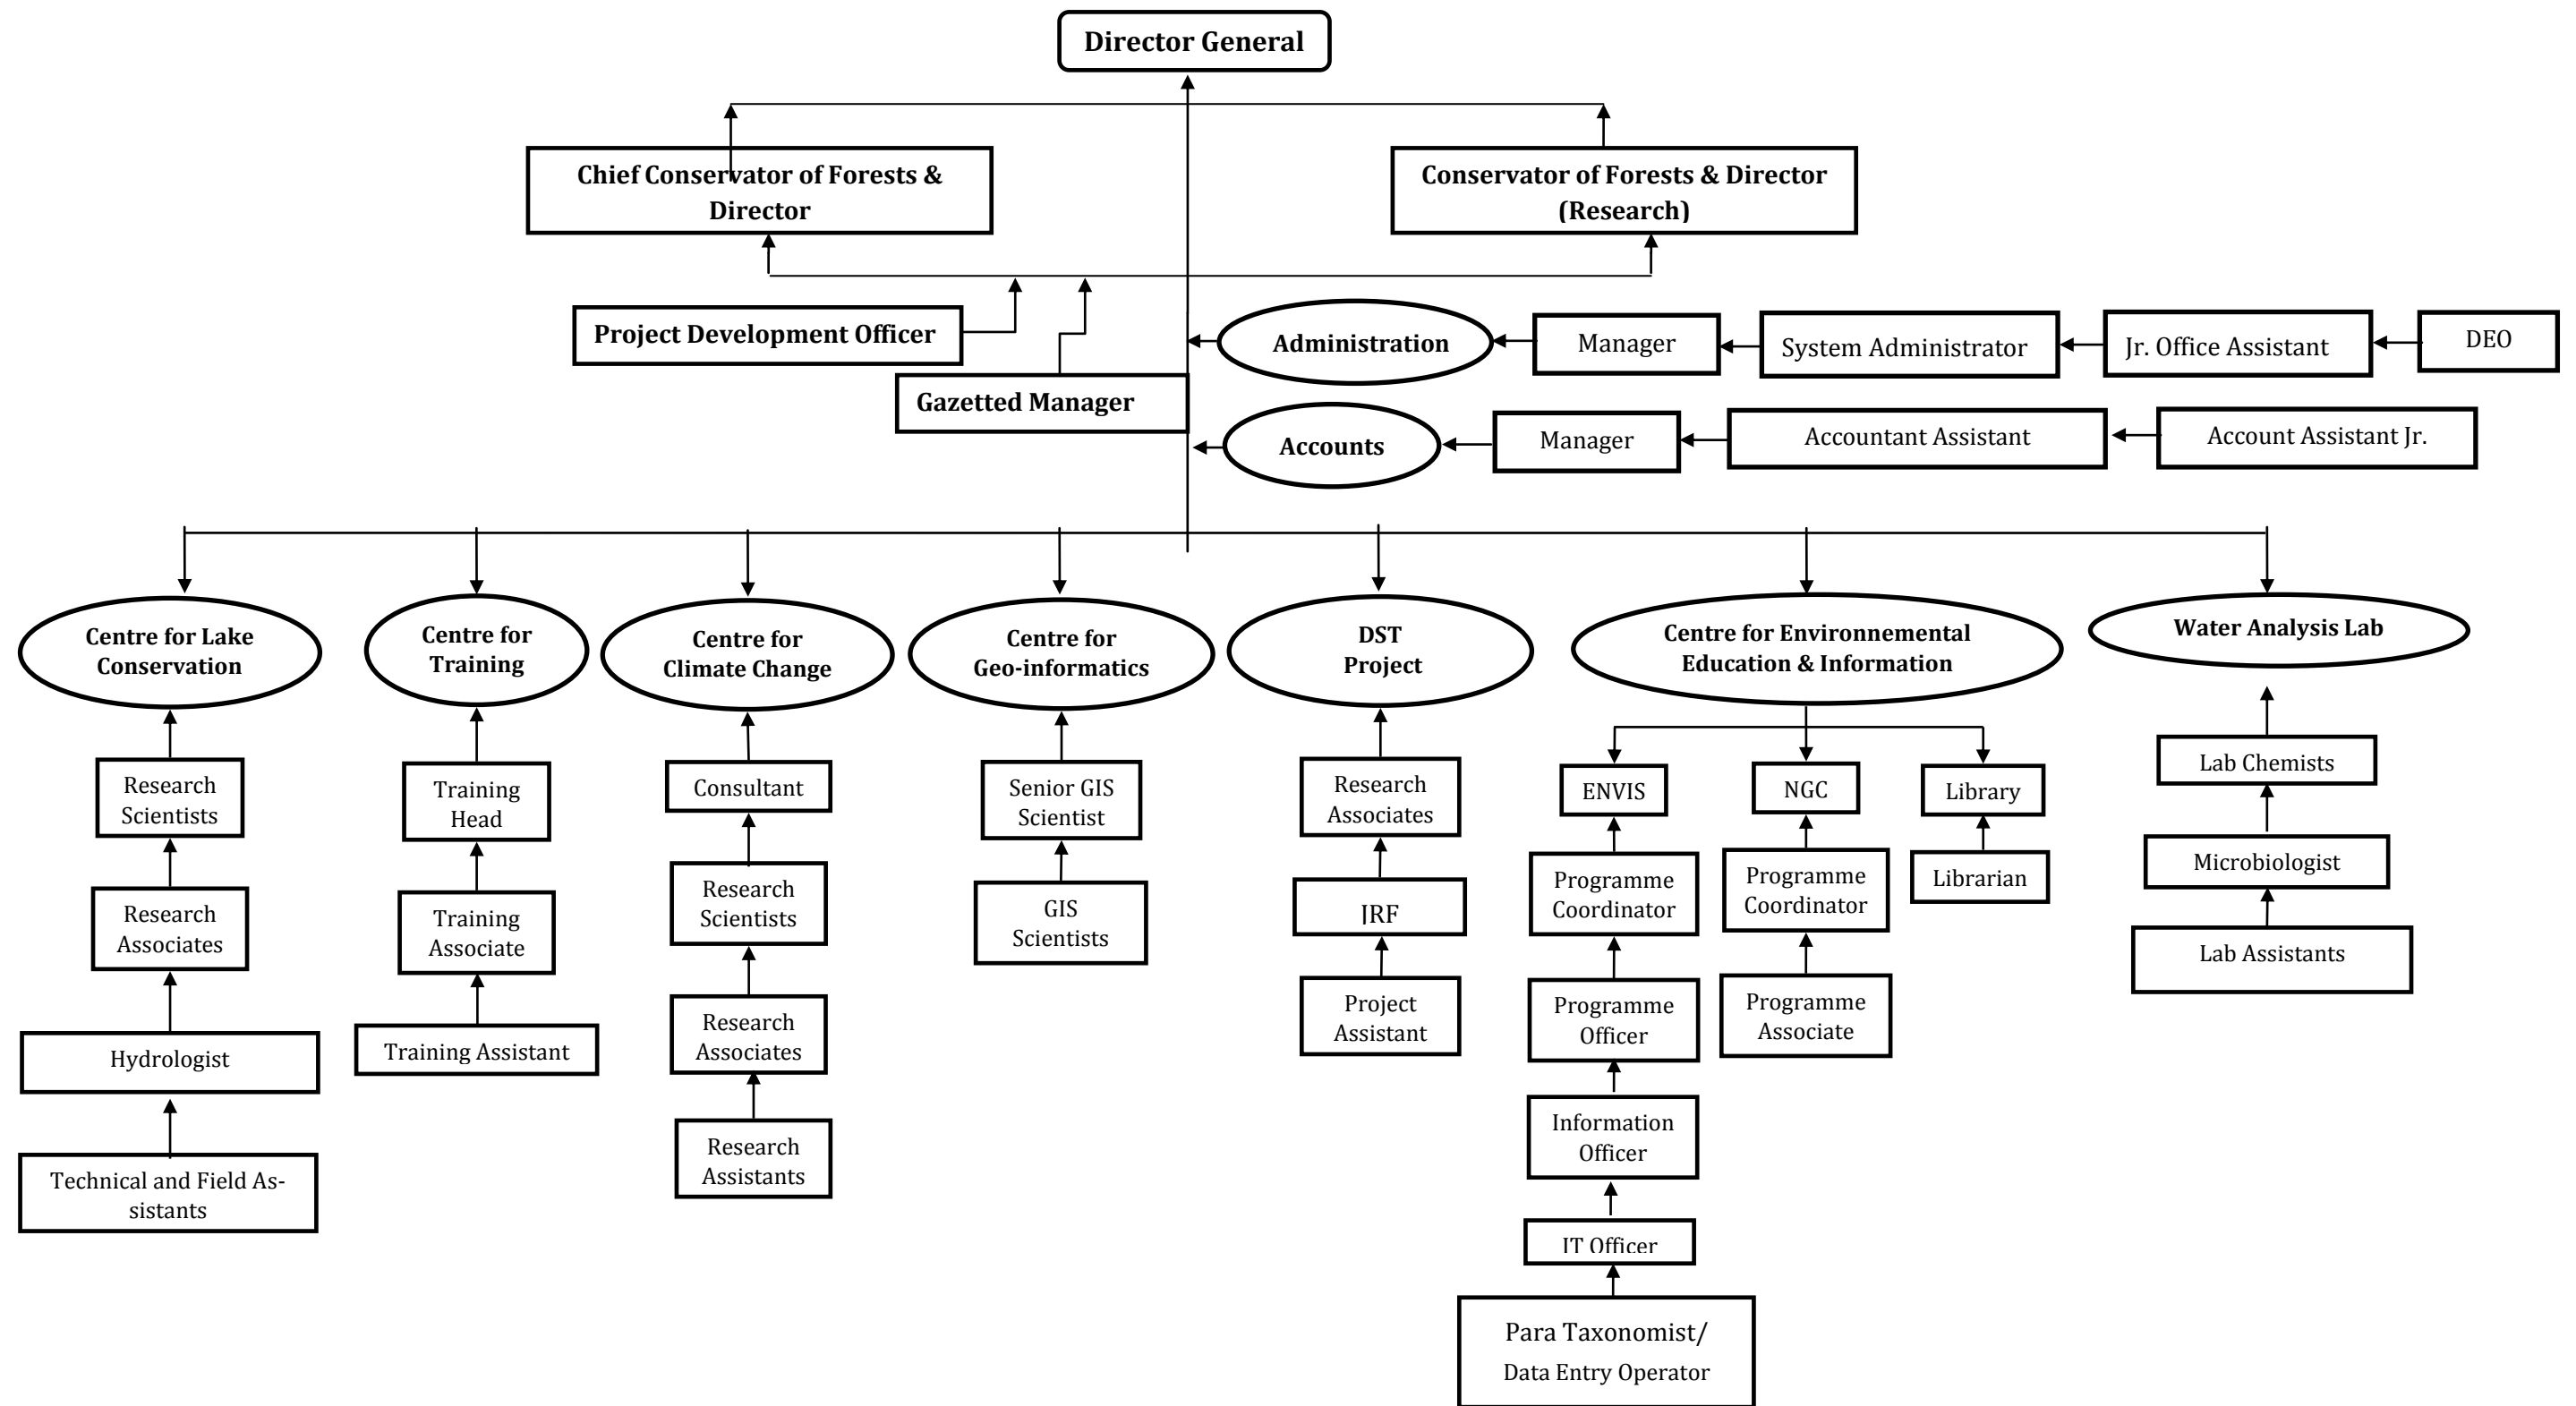 Director General
Chief Conservator of Forests &
Director
Conservator of Forests & Director
(Research)
Project Development Officer
Gazetted Manager
Administration
Manager
System Administrator
Jr. Office Assistant
DEO
Accounts
Manager
Accountant Assistant
Account Assistant Jr.
Centre for Lake
Conservation
Centre for
Training
Centre for
Climate Change
Centre for
Geo-informatics
DST
Project
Centre for Environnemental
Education & Information
Water Analysis Lab
Research
Scientists
Research
Associates
Hydrologist
Technical and Field As-
sistants
Training
Head
Training
Associate
Training Assistant
Consultant
Research
Scientists
Research
Associates
Research
Assistants
Senior GIS
Scientist
GIS
Scientists
Research
Associates
JRF
Project
Assistant
ENVIS
Programme
Coordinator
Programme
Officer
Information
Officer
IT Officer
Para Taxonomist/
Data Entry Operator
NGC
Programme
Coordinator
Programme
Associate
Library
Librarian
Lab Chemists
Microbiologist
Lab Assistants